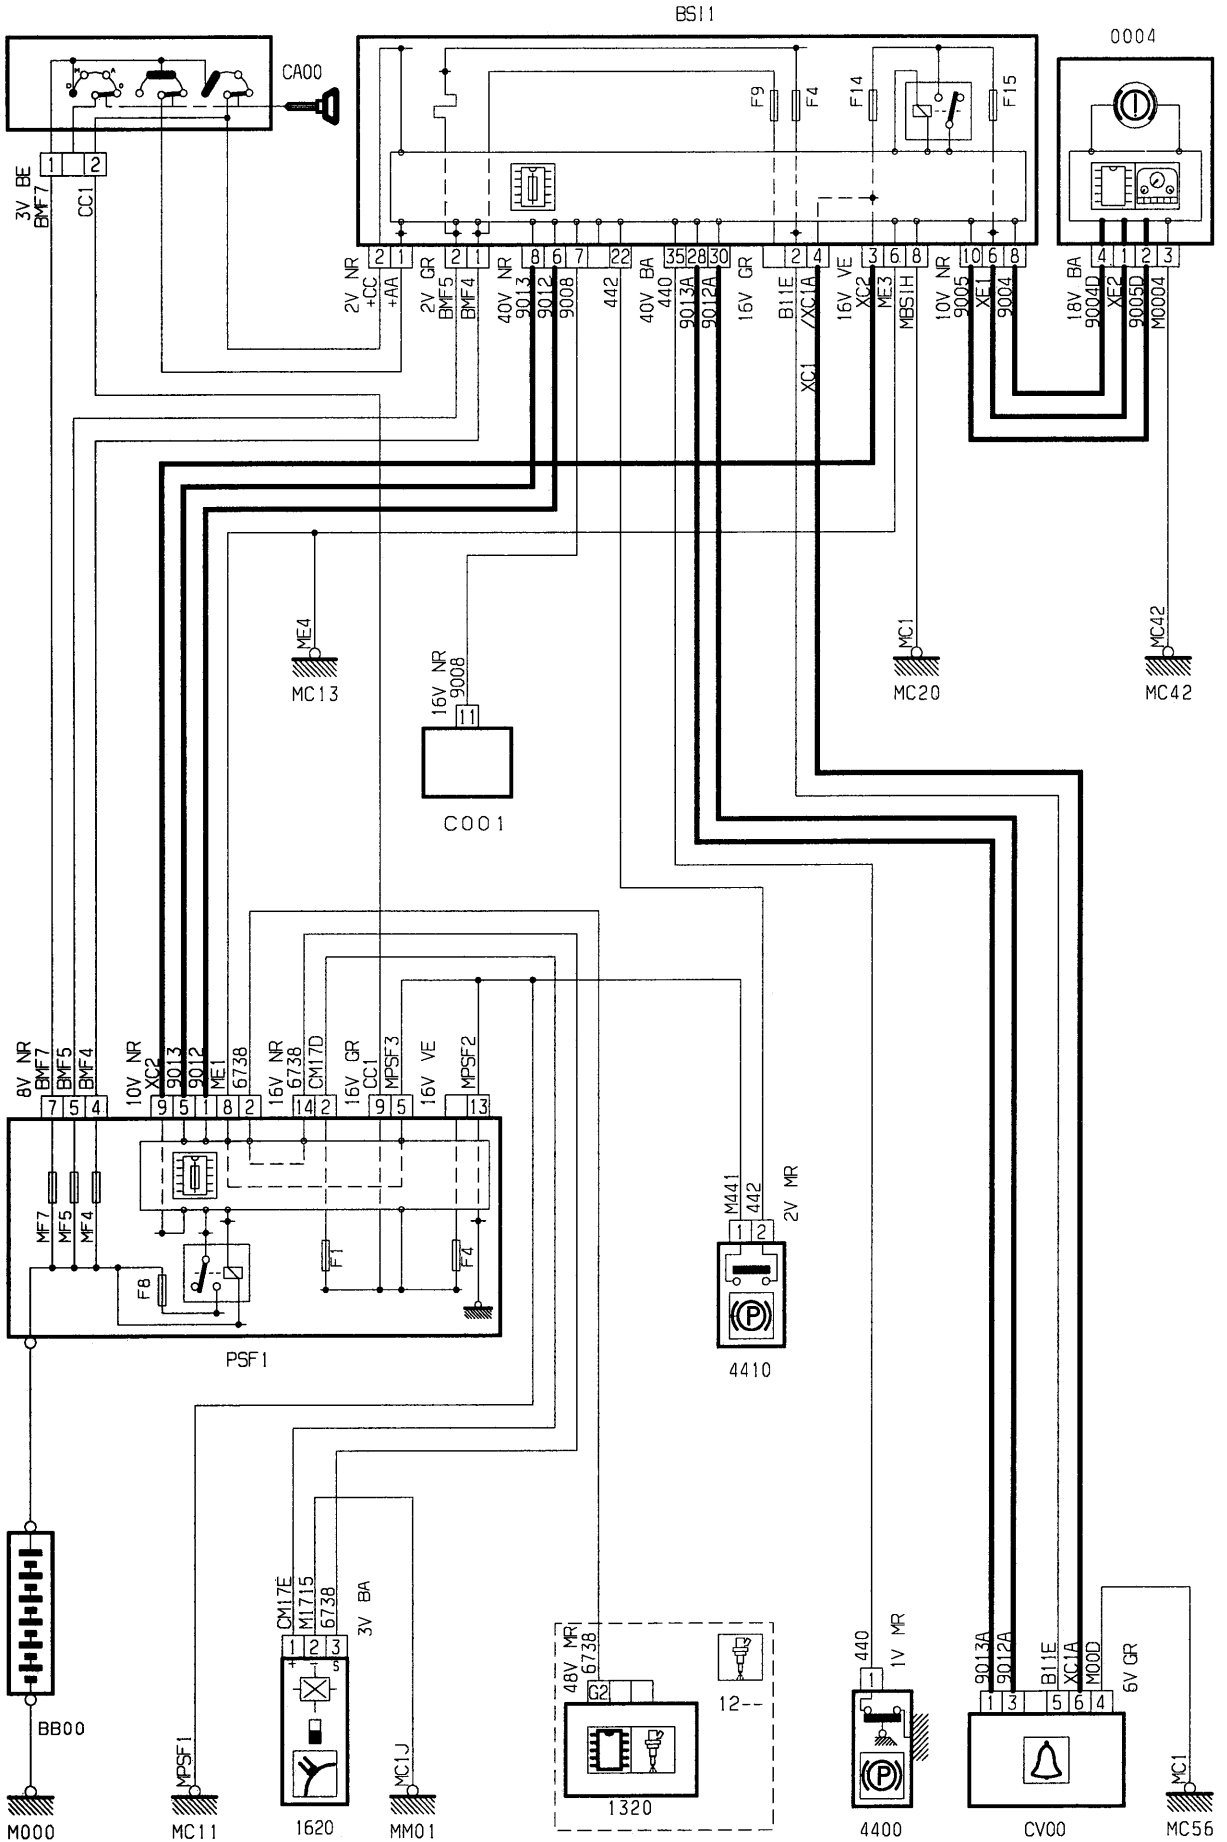 BSI1
0004
CA00
H
A
D
O
F9
F4
F14
F15
1
2
3V BE
BMF7
CC1
2
1
2
1
8
6
7
22
35
28
30
2
4
3
6
8
10
6
8
4
1
2
3
2V NR
+CC
+AA
2V GR
BMF5
BMF4
40V NR
9013
9012
9008
442
40V BA
440
9013A
9012A
16V GR
B11E
/XC1A
XC1
16V VE
XC2
ME3
MBSIH
10V NR
9005
XE1
9004
18V BA
9004D
XF2
9005D
M0004
ME4
MC13
MC1
MC20
MC42
MC42
16V NR
9008
11
C001
8V NR
BMF7
BMF5
BMF4
10V NR
XC2
9013
9012
ME1
6738
16V NR
6738
CM17D
16V GR
CC1
MPSF3
16V VE
MPSF2
7
5
4
9
5
1
8
2
14
2
9
5
13
MF7
MF5
MF4
F8
F1
F4
PSF1
M441
442
2V MR
1
2
P
4410
CM17E
M1715
6738
3V BA
1
2
3
+
-
S
1620
BB00
M000
MPSF1
MC11
MC1J
MM01
48V MR
6738
G2
12--
1320
440
1V MR
1
P
4400
9013A
9012A
B11E
XC1A
M00D
6V GR
1
3
5
6
4
CV00
MC1
MC56